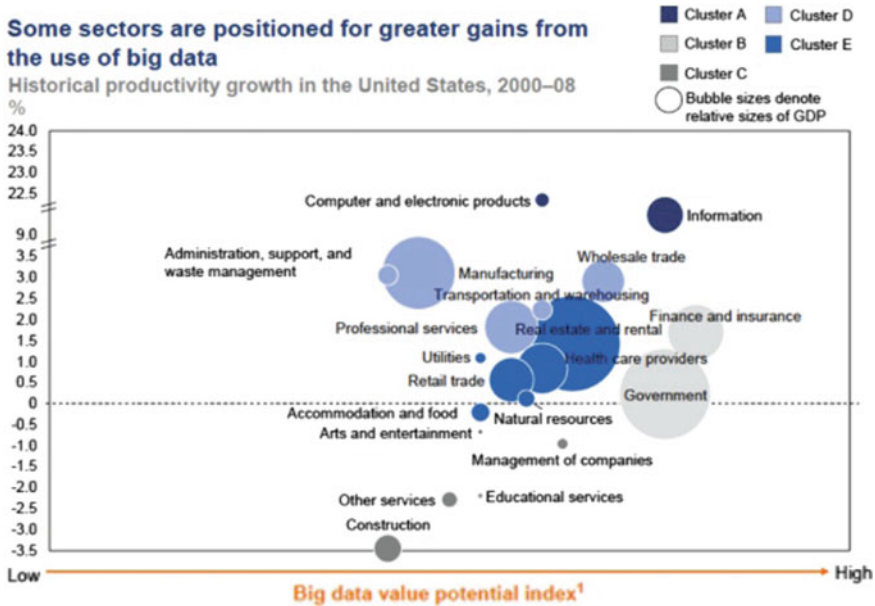 Some sectors are positioned for greater gains from
the use of big data
Historical productivity growth in the United States, 2000–08
%
Cluster A
Cluster D
Cluster B
Cluster E
Cluster C
Bubble sizes denote
relative sizes of GDP
24.0
23.5
23.0
22.5
9.0
3.5
3.0
2.5
2.0
1.5
1.0
0.5
0
-0.5
-1.0
-1.5
-2.0
-2.5
-3.0
-3.5
Computer and electronic products
Information
Administration, support, and
waste management
Manufacturing
Wholesale trade
Transportation and warehousing
Professional services
Real estate and rental
Finance and insurance
Utilities
Health care providers
Retail trade
Government
Accommodation and food
Natural resources
Arts and entertainment
Management of companies
Other services
Educational services
Construction
Low
High
Big data value potential index¹